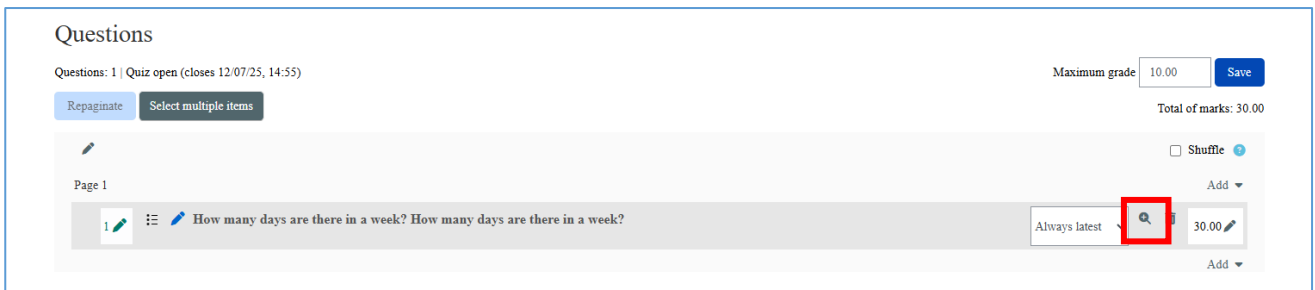 Questions
Questions: 1 | Quiz open (closes 12/07/25, 14:55)
Maximum grade 10.00 Save
Repaginate Select multiple items
Total of marks: 30.00
Shuffle ?
Page 1
Add
1 How many days are there in a week? How many days are there in a week? Always latest 30.00
Add